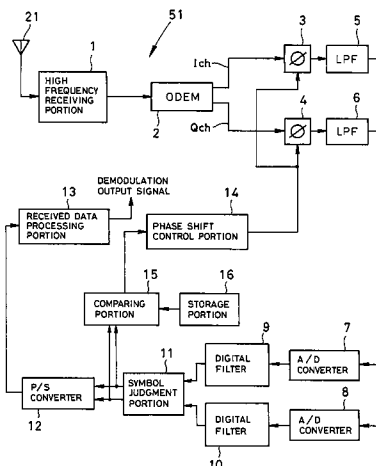 21
51
1
HIGH
FREQUENCY
RECEIVING
PORTION
ODEM
2
Ich
Qch
3
Ø
4
Ø
5
LPF
6
LPF
DEMODULATION
OUTPUT SIGNAL
13
RECEIVED DATA
PROCESSING
PORTION
14
PHASE SHIFT
CONTROL PORTION
15
COMPARING
PORTION
16
STORAGE
PORTION
9
DIGITAL
FILTER
7
A/D
CONVERTER
11
SYMBOL
JUDGMENT
PORTION
P/S
CONVERTER
12
DIGITAL
FILTER
10
8
A/D
CONVERTER